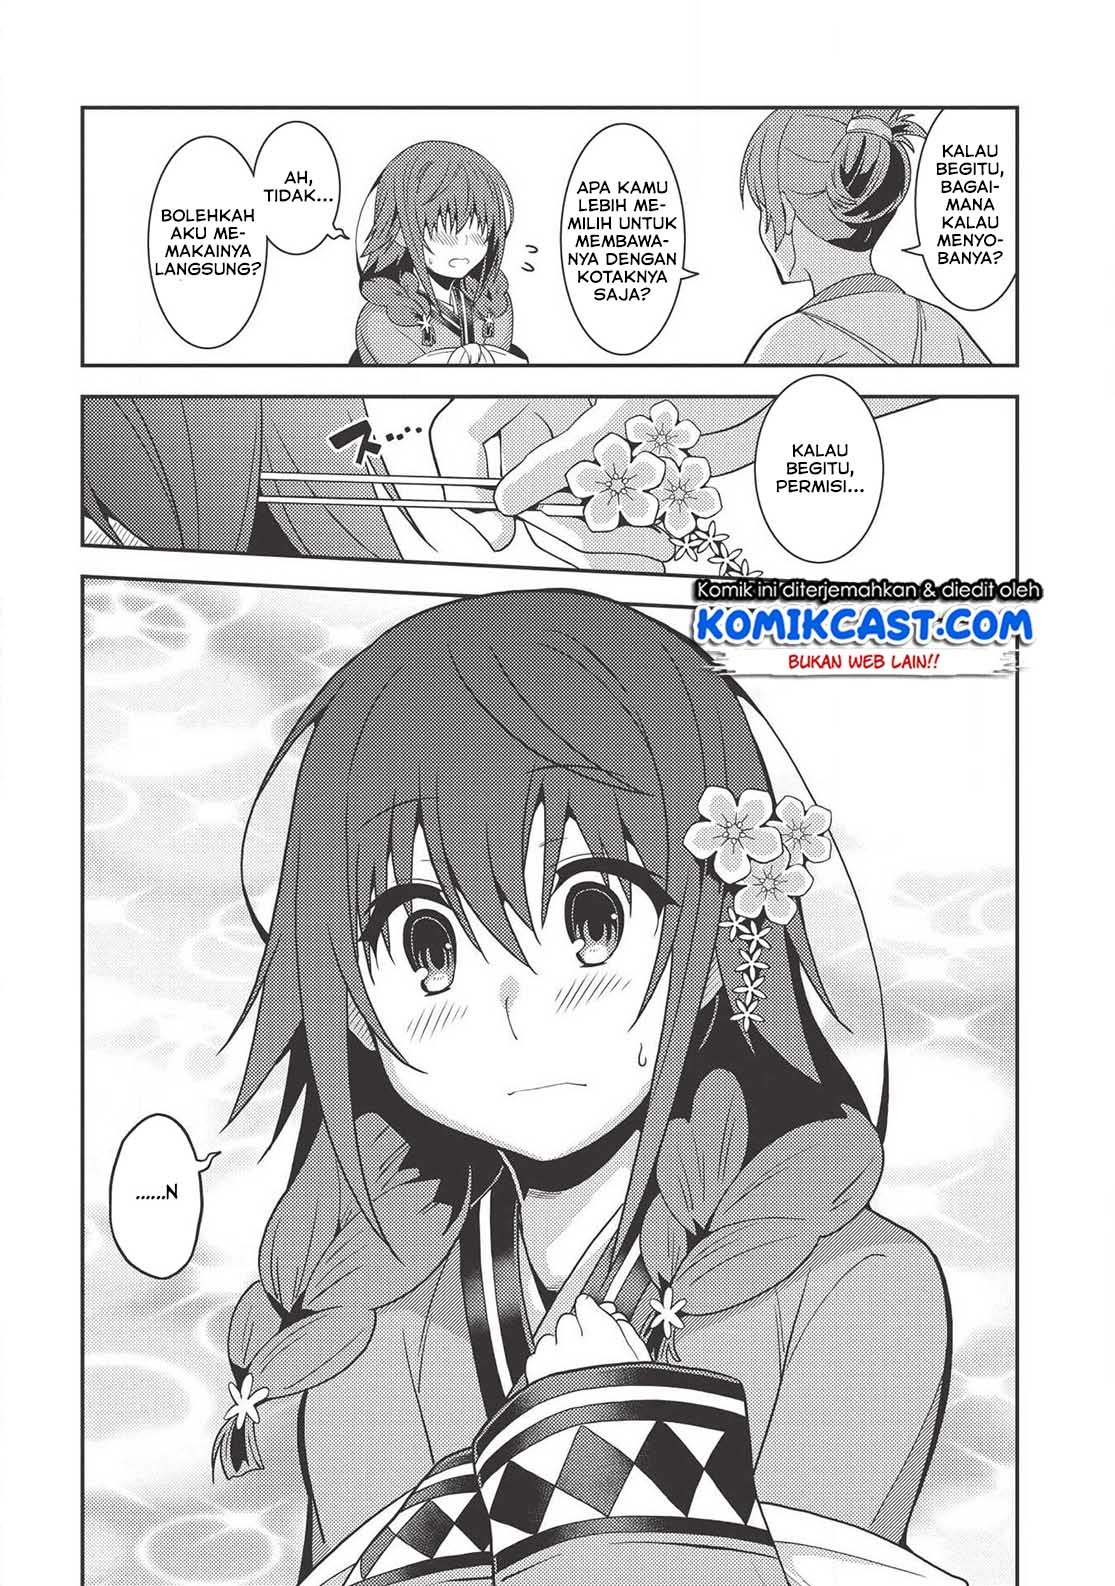 KALAU
BEGITU,
BAGAI-
MANA
KALAU
MENYO-
BANYA?
APA KAMU
LEBIH ME-
MILIH UNTUK
MEMBAWA-
NYA DENGAN
KOTAKNYA
SAJA?
AH,
TIDAK...
BOLEHKAH
AKU ME-
MAKAINYA
LANGSUNG?
KALAU
BEGITU,
PERMISI...
ズ...
Komik ini diterjemahkan & diedit oleh
KOMIKCAST.COM
BUKAN WEB LAIN!!
......N